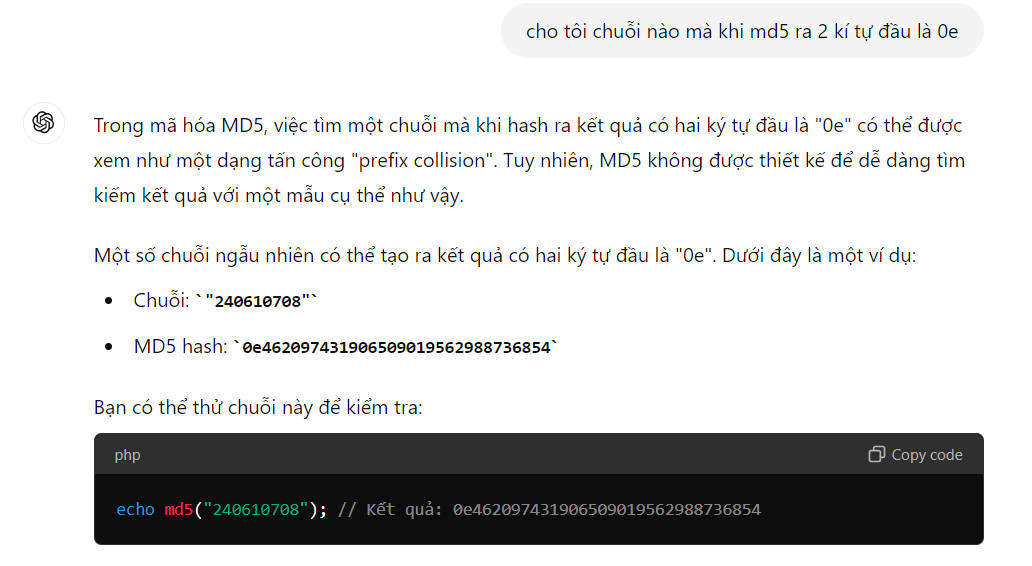 cho tôi chuỗi nào mà khi md5 ra 2 kí tự đầu là 0e
Trong mã hóa MD5, việc tìm một chuỗi mà khi hash ra kết quả có hai ký tự đầu là "0e" có thể được
xem như một dạng tấn công "prefix collision". Tuy nhiên, MD5 không được thiết kế để dễ dàng tìm
kiếm kết quả với một mẫu cụ thể như vậy.
Một số chuỗi ngẫu nhiên có thể tạo ra kết quả có hai ký tự đầu là "0e". Dưới đây là một ví dụ:
• Chuỗi: `"240610708"`
• MD5 hash: `0e462097431906509019562988736854`
Bạn có thể thử chuỗi này để kiểm tra:
php Copy code
echo md5("240610708"); // Kết quả: 0e462097431906509019562988736854